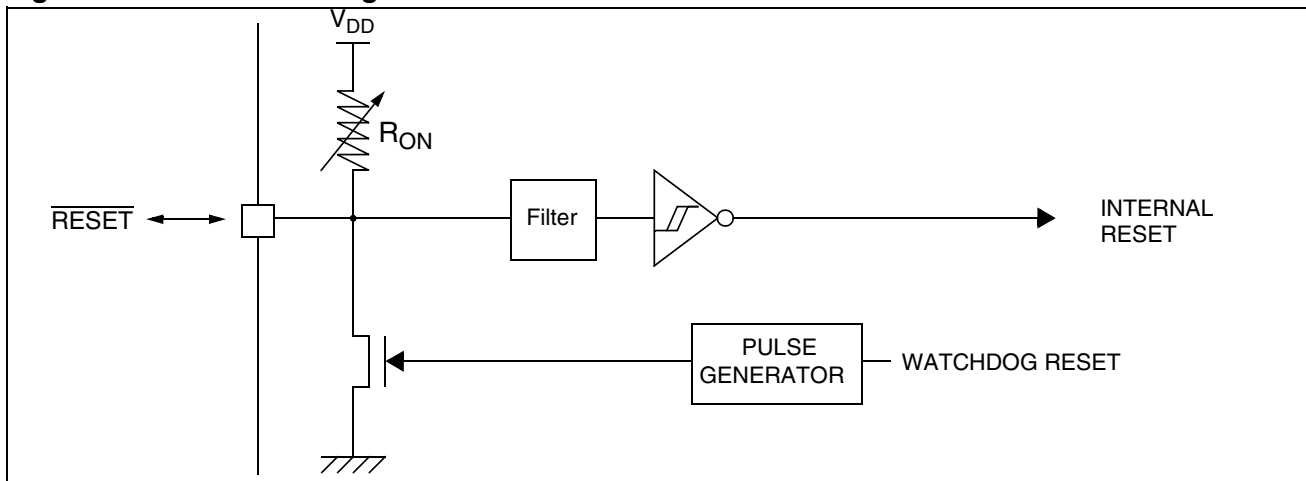 V_DD
R_ON
RESET
Filter
INTERNAL
RESET
PULSE
GENERATOR
WATCHDOG RESET